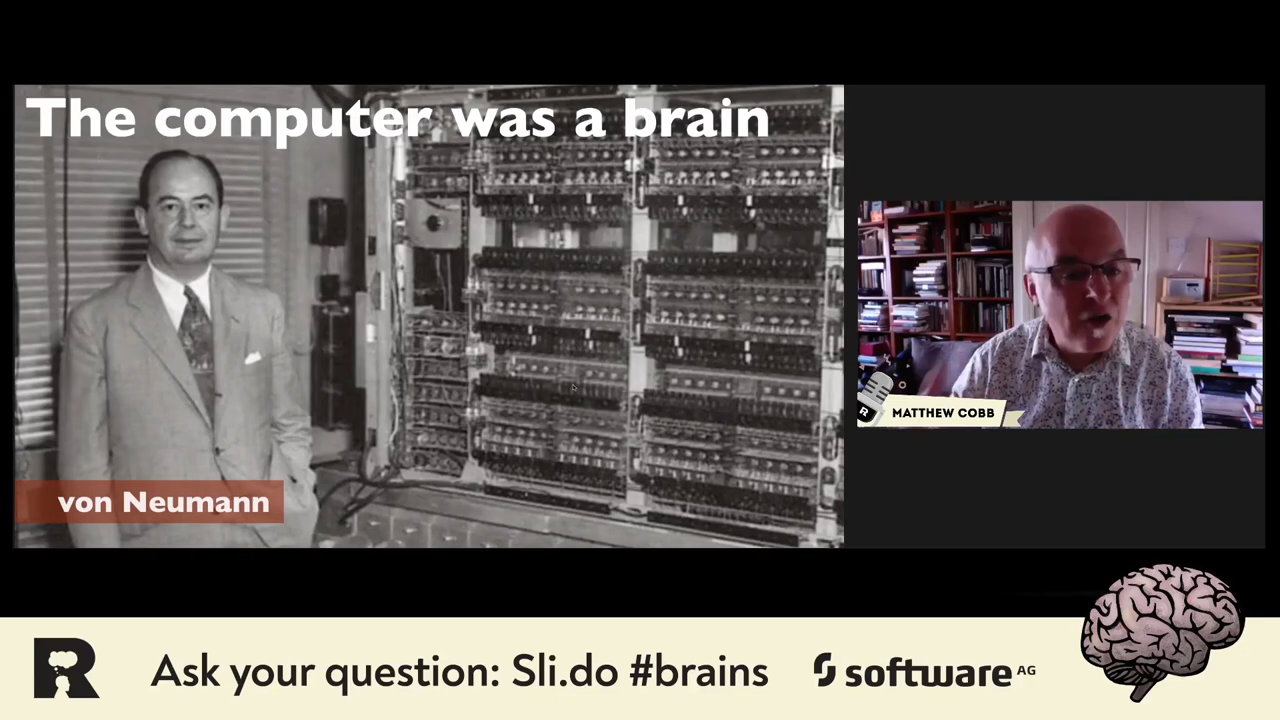 The computer was a brain
von Neumann
R
MATTHEW COBB
R
Ask your question: Sli.do #brains
software AG